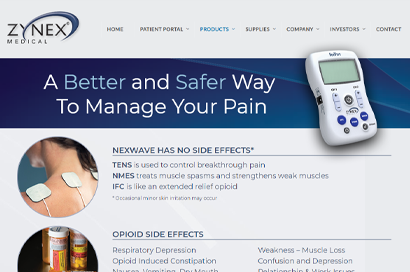 ZYNEX®
MEDICAL
HOME PATIENT PORTAL PRODUCTS SUPPLIES COMPANY INVESTORS CONTACT
A Better and Safer Way
To Manage Your Pain
NEXWAVE HAS NO SIDE EFFECTS*
TENS is used to control breakthrough pain
NMES treats muscle spasms and strengthens weak muscles
IFC is like an extended relief opioid
* Occasional minor skin irritation may occur
OPIOID SIDE EFFECTS
Respiratory Depression Weakness – Muscle Loss
Opioid Induced Constipation Confusion and Depression
Nausea, Vomiting, Dry Mouth Relationship & Work Issues